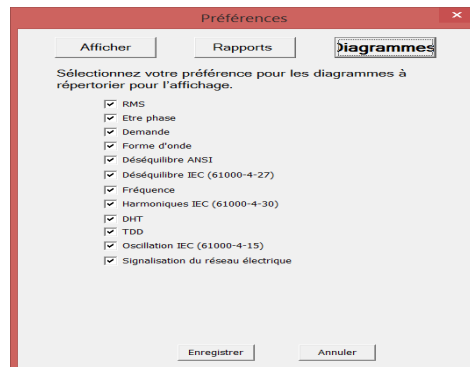 Préférences
Afficher Rapports Diagrammes
Sélectionnez votre préférence pour les diagrammes à
répertorier pour l'affichage.
RMS
Etre phase
Demande
Forme d'onde
Déséquilibre ANSI
Déséquilibre IEC (61000-4-27)
Fréquence
Harmoniques IEC (61000-4-30)
DHT
TDD
Oscillation IEC (61000-4-15)
Signalisation du réseau électrique
Enregistrer Annuler